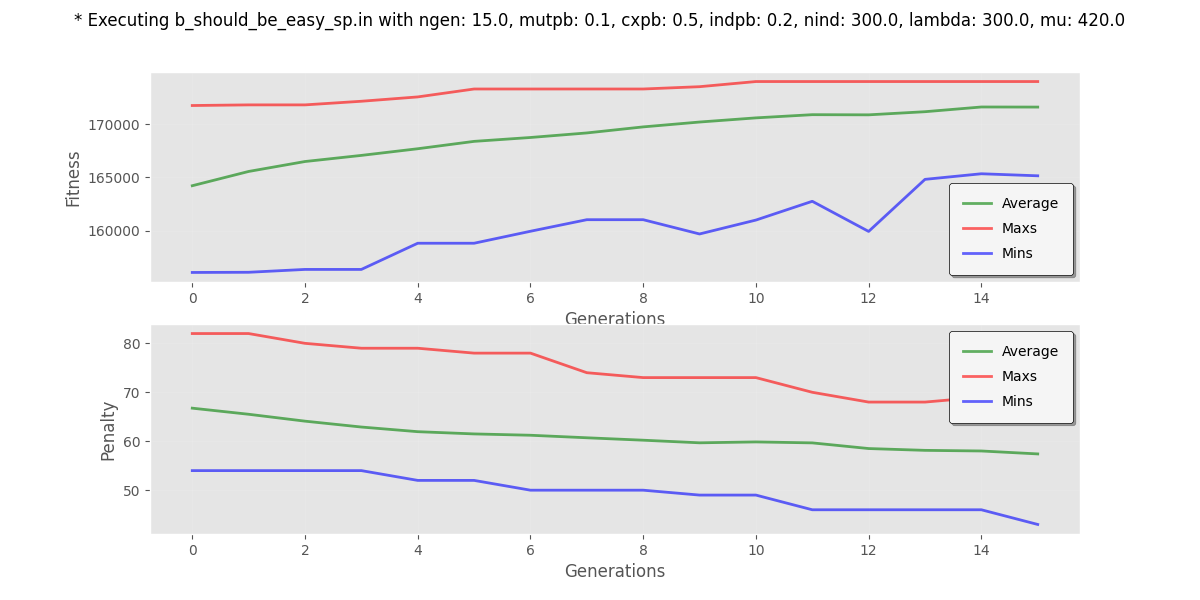 * Executing b_should_be_easy_sp.in with ngen: 15.0, mutpb: 0.1, cxpb: 0.5, indpb: 0.2, nind: 300.0, lambda: 300.0, mu: 420.0
Fitness
170000
165000
160000
Average
Maxs
Mins
0 2 4 6 8 10 12 14
Generations
Penalty
80
70
60
50
Average
Maxs
Mins
0 2 4 6 8 10 12 14
Generations